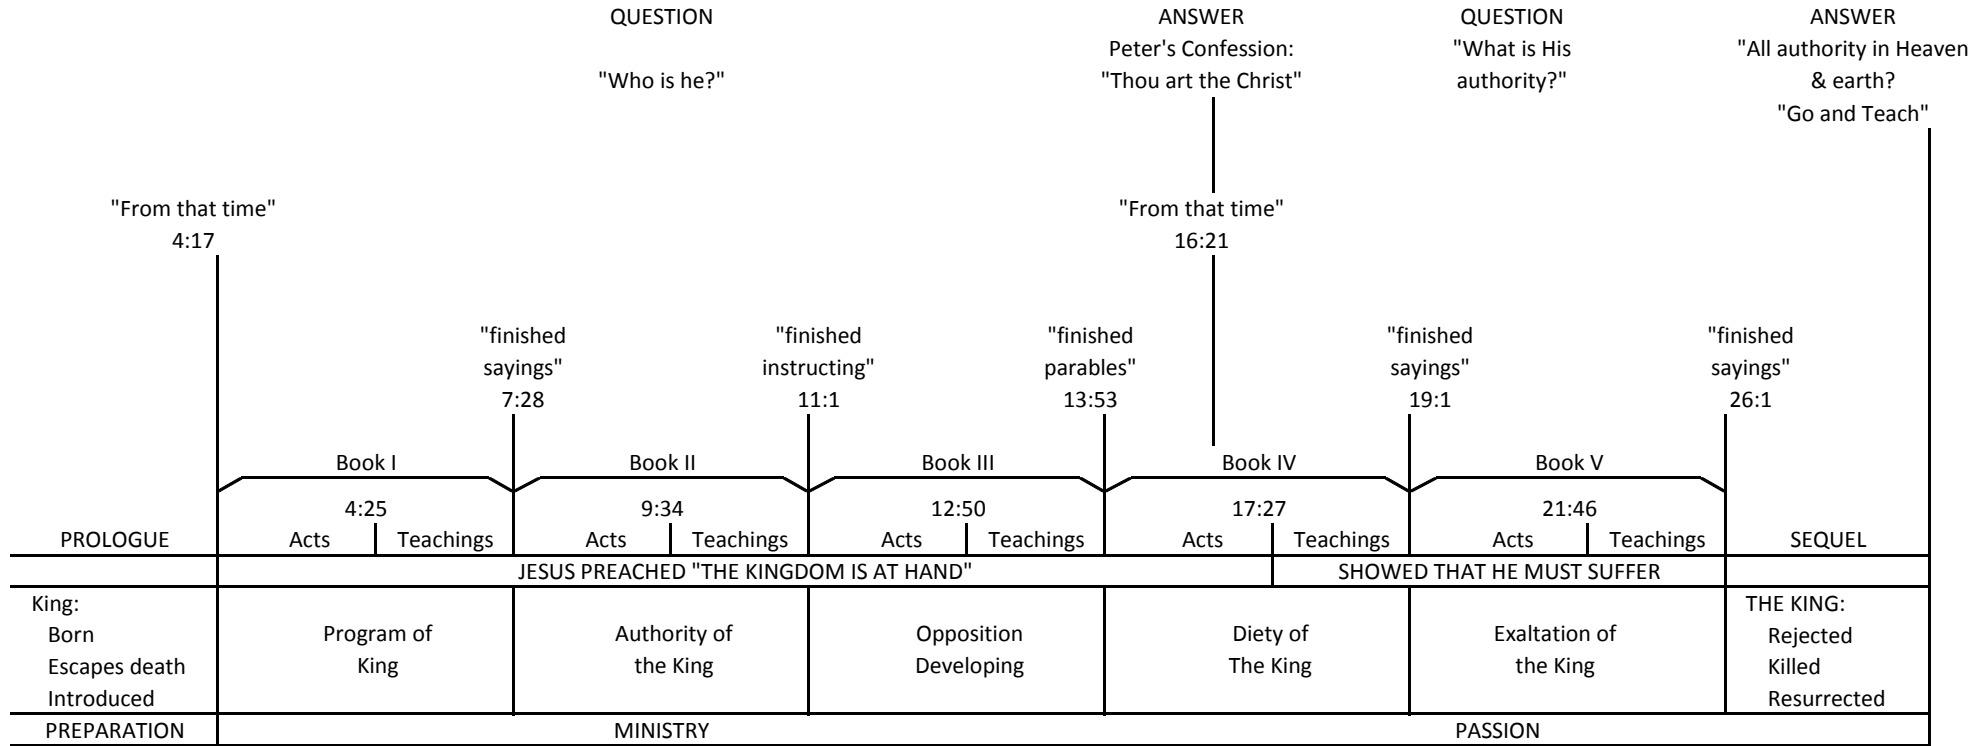 QUESTION ANSWER QUESTION ANSWER
Peter's Confession: "What is His "All authority in Heaven
"Who is he?" "Thou art the Christ" authority?" & earth?
"Go and Teach"
"From that time" "From that time"
4:17 16:21
"finished "finished "finished "finished "finished
sayings" instructing" parables" sayings" sayings"
7:28 11:1 13:53 19:1 26:1
Book I Book II Book III Book IV Book V
4:25 9:34 12:50 17:27 21:46
PROLOGUE Acts Teachings Acts Teachings Acts Teachings Acts Teachings Acts Teachings SEQUEL
JESUS PREACHED "THE KINGDOM IS AT HAND" SHOWED THAT HE MUST SUFFER
King: THE KING:
Born Program of Authority of Opposition Diety of Exaltation of Rejected
Escapes death King the King Developing The King the King Killed
Introduced Resurrected
PREPARATION MINISTRY PASSION